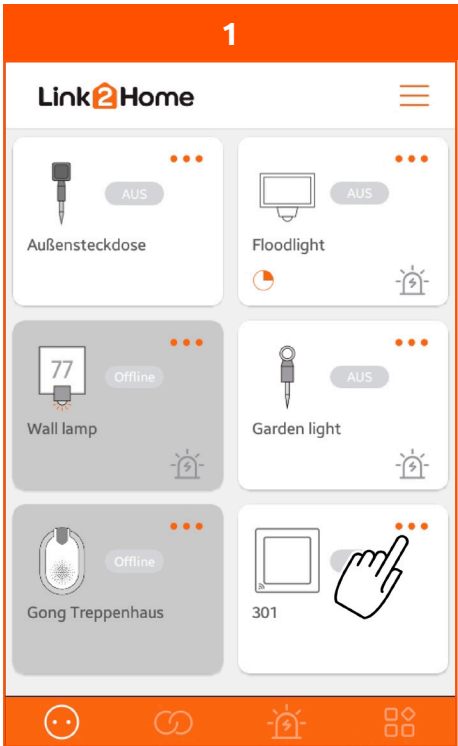 1
Link2Home
AUS
Außensteckdose
AUS
Floodlight
77
Offline
Wall lamp
AUS
Garden light
Offline
Gong Treppenhaus
301